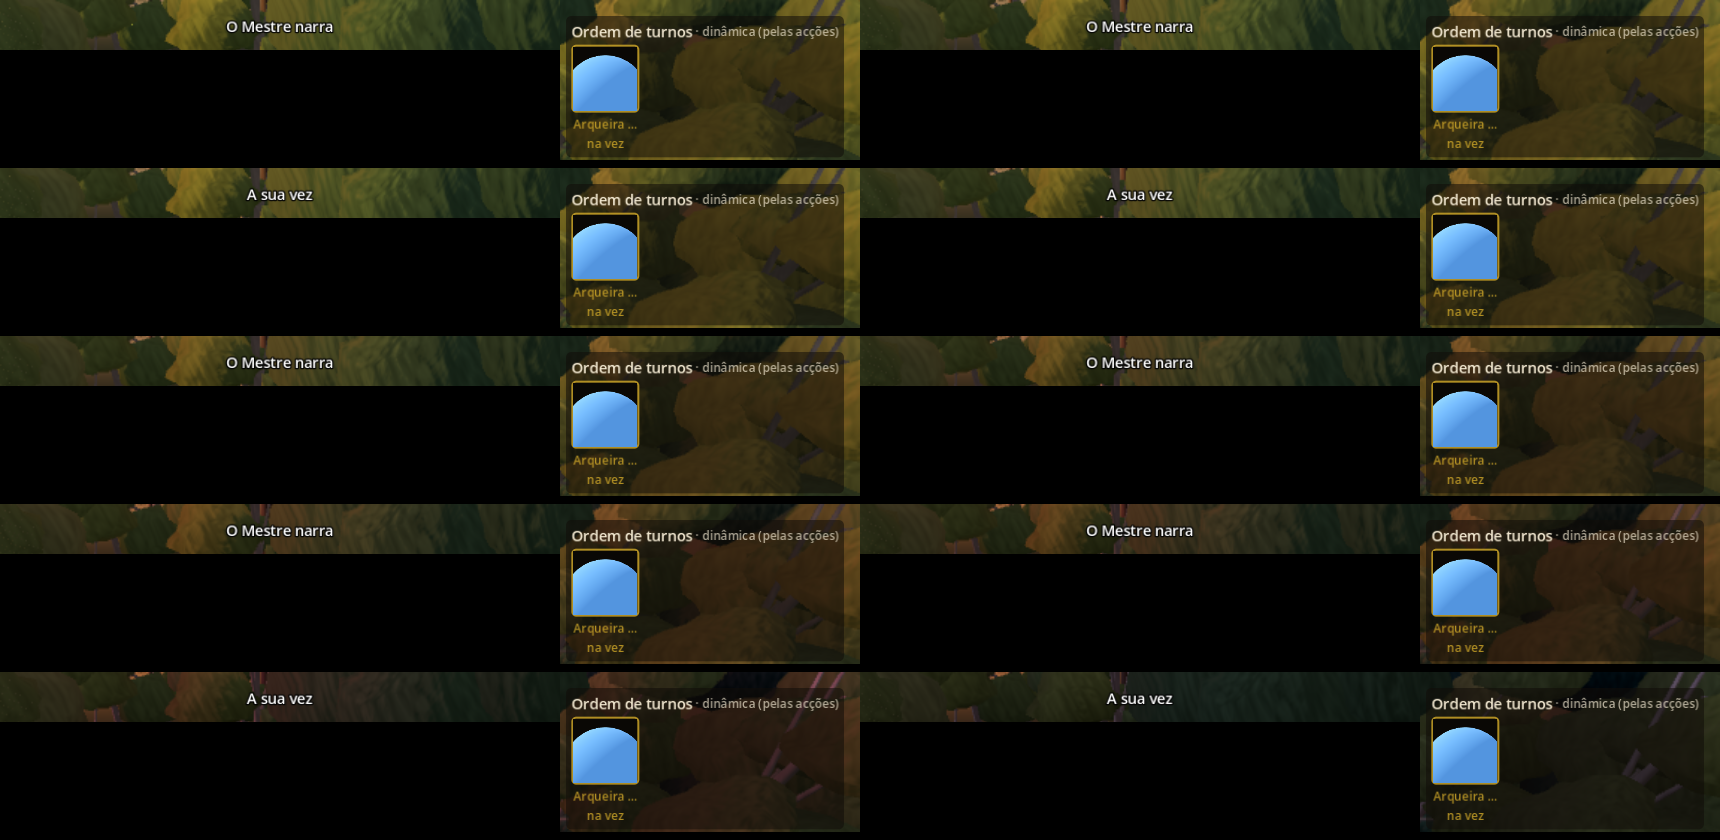 O Mestre narra
Ordem de turnos · dinâmica (pelas acções)
Arqueira ...
na vez
O Mestre narra
Ordem de turnos · dinâmica (pelas acções)
Arqueira ...
na vez
A sua vez
Ordem de turnos · dinâmica (pelas acções)
Arqueira ...
na vez
A sua vez
Ordem de turnos · dinâmica (pelas acções)
Arqueira ...
na vez
O Mestre narra
Ordem de turnos · dinâmica (pelas acções)
Arqueira ...
na vez
O Mestre narra
Ordem de turnos · dinâmica (pelas acções)
Arqueira ...
na vez
O Mestre narra
Ordem de turnos · dinâmica (pelas acções)
Arqueira ...
na vez
O Mestre narra
Ordem de turnos · dinâmica (pelas acções)
Arqueira ...
na vez
A sua vez
Ordem de turnos · dinâmica (pelas acções)
Arqueira ...
na vez
A sua vez
Ordem de turnos · dinâmica (pelas acções)
Arqueira ...
na vez